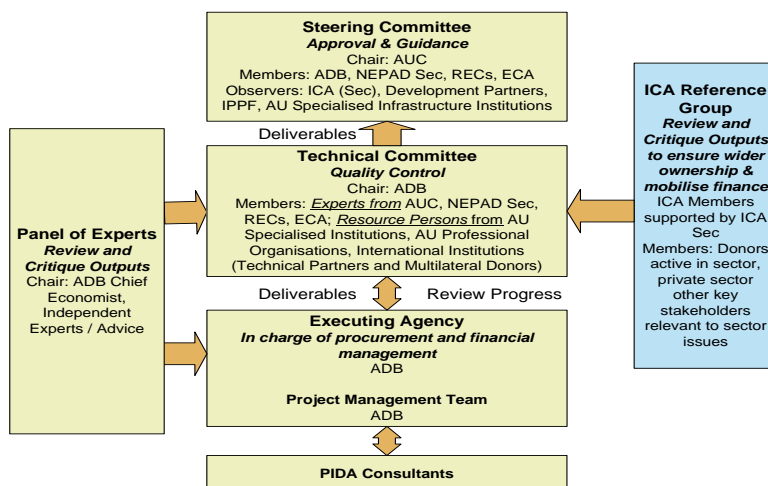 Steering Committee
Approval & Guidance
Chair: AUC
Members: ADB, NEPAD Sec, RECs, ECA
Observers: ICA (Sec), Development Partners,
IPPF, AU Specialised Infrastructure Institutions
Deliverables
Technical Committee
Quality Control
Chair: ADB
Members: Experts from AUC, NEPAD Sec,
RECs, ECA; Resource Persons from AU
Specialised Institutions, AU Professional
Organisations, International Institutions
(Technical Partners and Multilateral Donors)
Panel of Experts
Review and
Critique Outputs
Chair: ADB Chief
Economist,
Independent
Experts / Advice
ICA Reference
Group
Review and
Critique Outputs
to ensure wider
ownership &
mobilise finance
ICA Members
supported by ICA
Sec
Members: Donors
active in sector,
private sector
other key
stakeholders
relevant to sector
issues
Deliverables
Review Progress
Executing Agency
In charge of procurement and financial
management
ADB
Project Management Team
ADB
PIDA Consultants